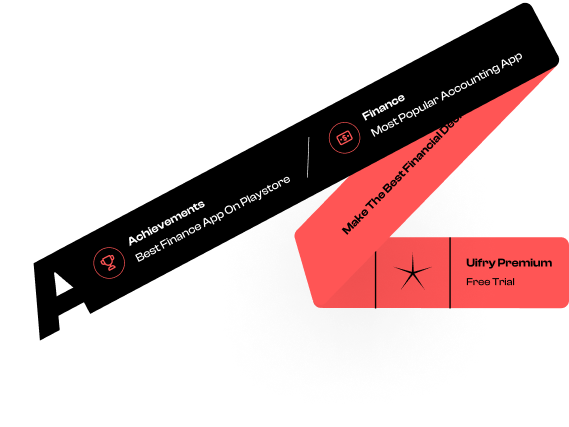 Achievements
Best Finance App On Playstore
Finance
Most Popular Accounting App
Make The Best Financial
Uifry Premium
Free Trial
A